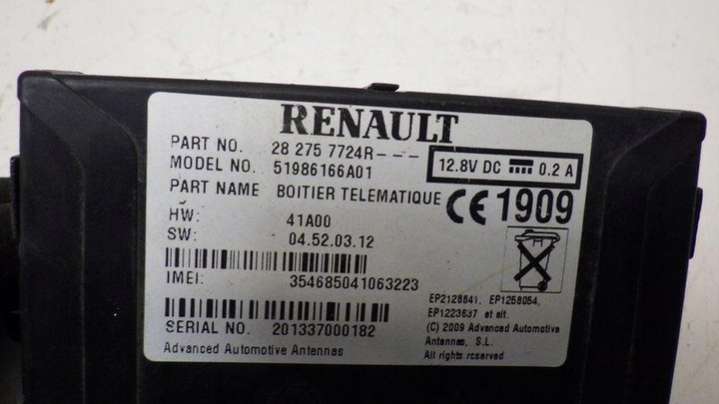 RENAULT
PART NO. 28 275 7724R---
MODEL NO. 51986166A01
12.8V DC 0.2 A
PART NAME BOITIER TELEMATIQUE
CE 1909
HW: 41A00
SW: 04.52.03.12
IMEI: 354685041063223
SERIAL NO. 201337000182
Advanced Automotive Antennas
EP2128841, EP1258054,
EP1223637 et alt.
(C) 2009 Advanced Automotive
Antennas, S.L.
All rights reserved